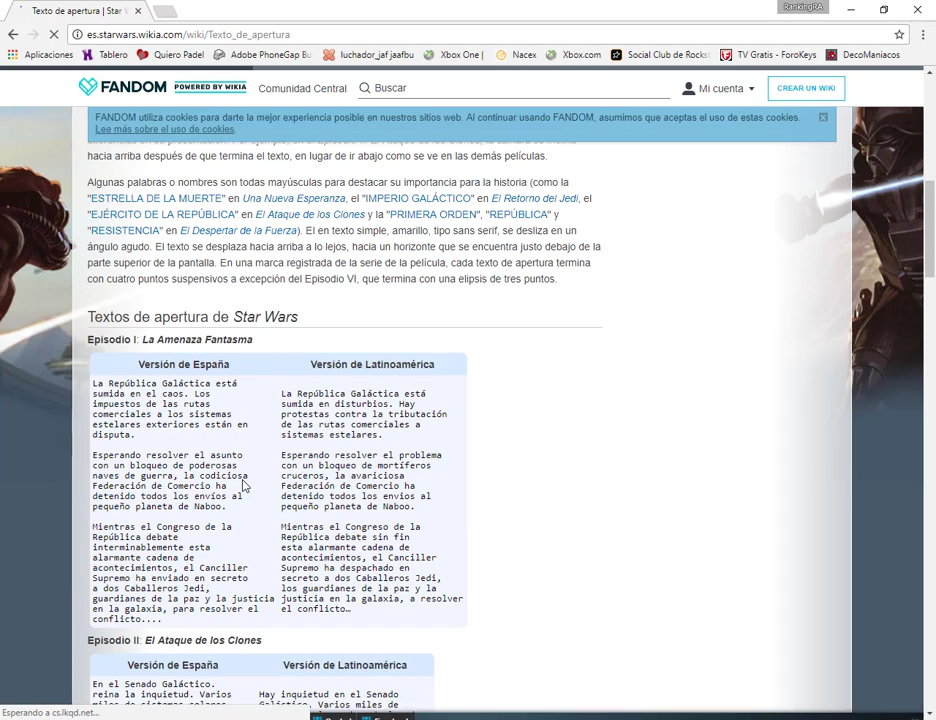 Texto de apertura | Star W
RankingRA
es.starwars.wikia.com/wiki/Texto_de_apertura
Aplicaciones Tablero Quiero Padel Adobe PhoneGap Bu luchador_jaf jaafbu Xbox One | Nacex Xbox.com Social Club de Rocks TV Gratis - ForoKeys DecoManiacos
FANDOM POWERED BY WIKIA Comunidad Central Buscar Mi cuenta CREAR UN WIKI
FANDOM utiliza cookies para darte la mejor experiencia posible en nuestros sitios web. Al continuar usando FANDOM, asumimos que aceptas el uso de estas cookies.
Lee más sobre el uso de cookies.
hacia arriba después de que termina el texto, en lugar de ir abajo como se ve en las demás películas.
Algunas palabras o nombres son todas mayúsculas para destacar su importancia para la historia (como la
"ESTRELLA DE LA MUERTE" en Una Nueva Esperanza, el "IMPERIO GALÁCTICO" en El Retorno del Jedi, el
"EJÉRCITO DE LA REPÚBLICA" en El Ataque de los Clones y la "PRIMERA ORDEN", "REPÚBLICA" y
"RESISTENCIA" en El Despertar de la Fuerza). El en texto simple, amarillo, tipo sans serif, se desliza en un
ángulo agudo. El texto se desplaza hacia arriba a lo lejos, hacia un horizonte que se encuentra justo debajo de la
parte superior de la pantalla. En una marca registrada de la serie de la película, cada texto de apertura termina
con cuatro puntos suspensivos a excepción del Episodio VI, que termina con una elipsis de tres puntos.
Textos de apertura de Star Wars
Episodio I: La Amenaza Fantasma
Versión de España
La República Galáctica está
sumida en el caos. Los
impuestos de las rutas
comerciales a los sistemas
estelares exteriores están en
disputa.
Esperando resolver el asunto
con un bloqueo de poderosas
naves de guerra, la codiciosa
Federación de Comercio ha
detenido todos los envíos al
pequeño planeta de Naboo.
Mientras el Congreso de la
República debate
interminablemente esta
alarmante cadena de
acontecimientos, el Canciller
Supremo ha enviado en secreto
a dos Caballeros Jedi,
guardianes de la paz y la justicia
en la galaxia, para resolver el
conflicto....
Versión de Latinoamérica
La República Galáctica está
sumida en disturbios. Hay
protestas contra la tributación
de las rutas comerciales a
sistemas estelares.
Esperando resolver el problema
con un bloqueo de mortíferos
cruceros, la avariciosa
Federación de Comercio ha
detenido todos los envios al
pequeño planeta de Naboo.
Mientras el Congreso de la
República debate sin fin
esta alarmante cadena de
acontecimientos, el Canciller
Supremo ha despachado en
secreto a dos Caballeros Jedi,
los guardianes de la paz y la
justicia en la galaxia, a resolver
el conflicto…
Episodio II: El Ataque de los Clones
Versión de España
En el Senado Galáctico.
reina la inquietud. Varios
miles de sistemas solares
Versión de Latinoamérica
Hay inquietud en el Senado
Galáctico. Varios miles de
Esperando a cs.lkqd.net...